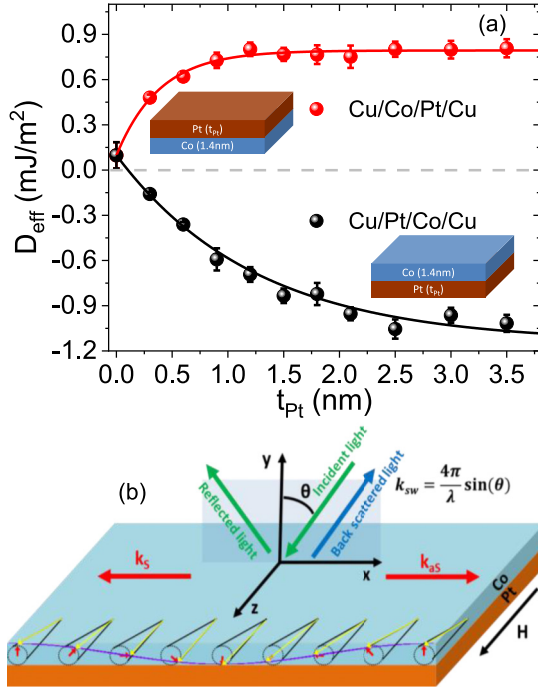 (a)
0.9
0.6
0.3
0.0
-0.3
-0.6
-0.9
-1.2
D_eff (mJ/m²)
Cu/Co/Pt/Cu
Pt (t_Pt)
Co (1.4nm)
Cu/Pt/Co/Cu
Co (1.4nm)
Pt (t_Pt)
0.0 0.5 1.0 1.5 2.0 2.5 3.0 3.5
t_Pt (nm)
(b)
y
θ
Incident light
Reflected light
Back scattered light
k_sw = 4π/λ sin(θ)
x
z
k_S
k_aS
Co
Pt
H